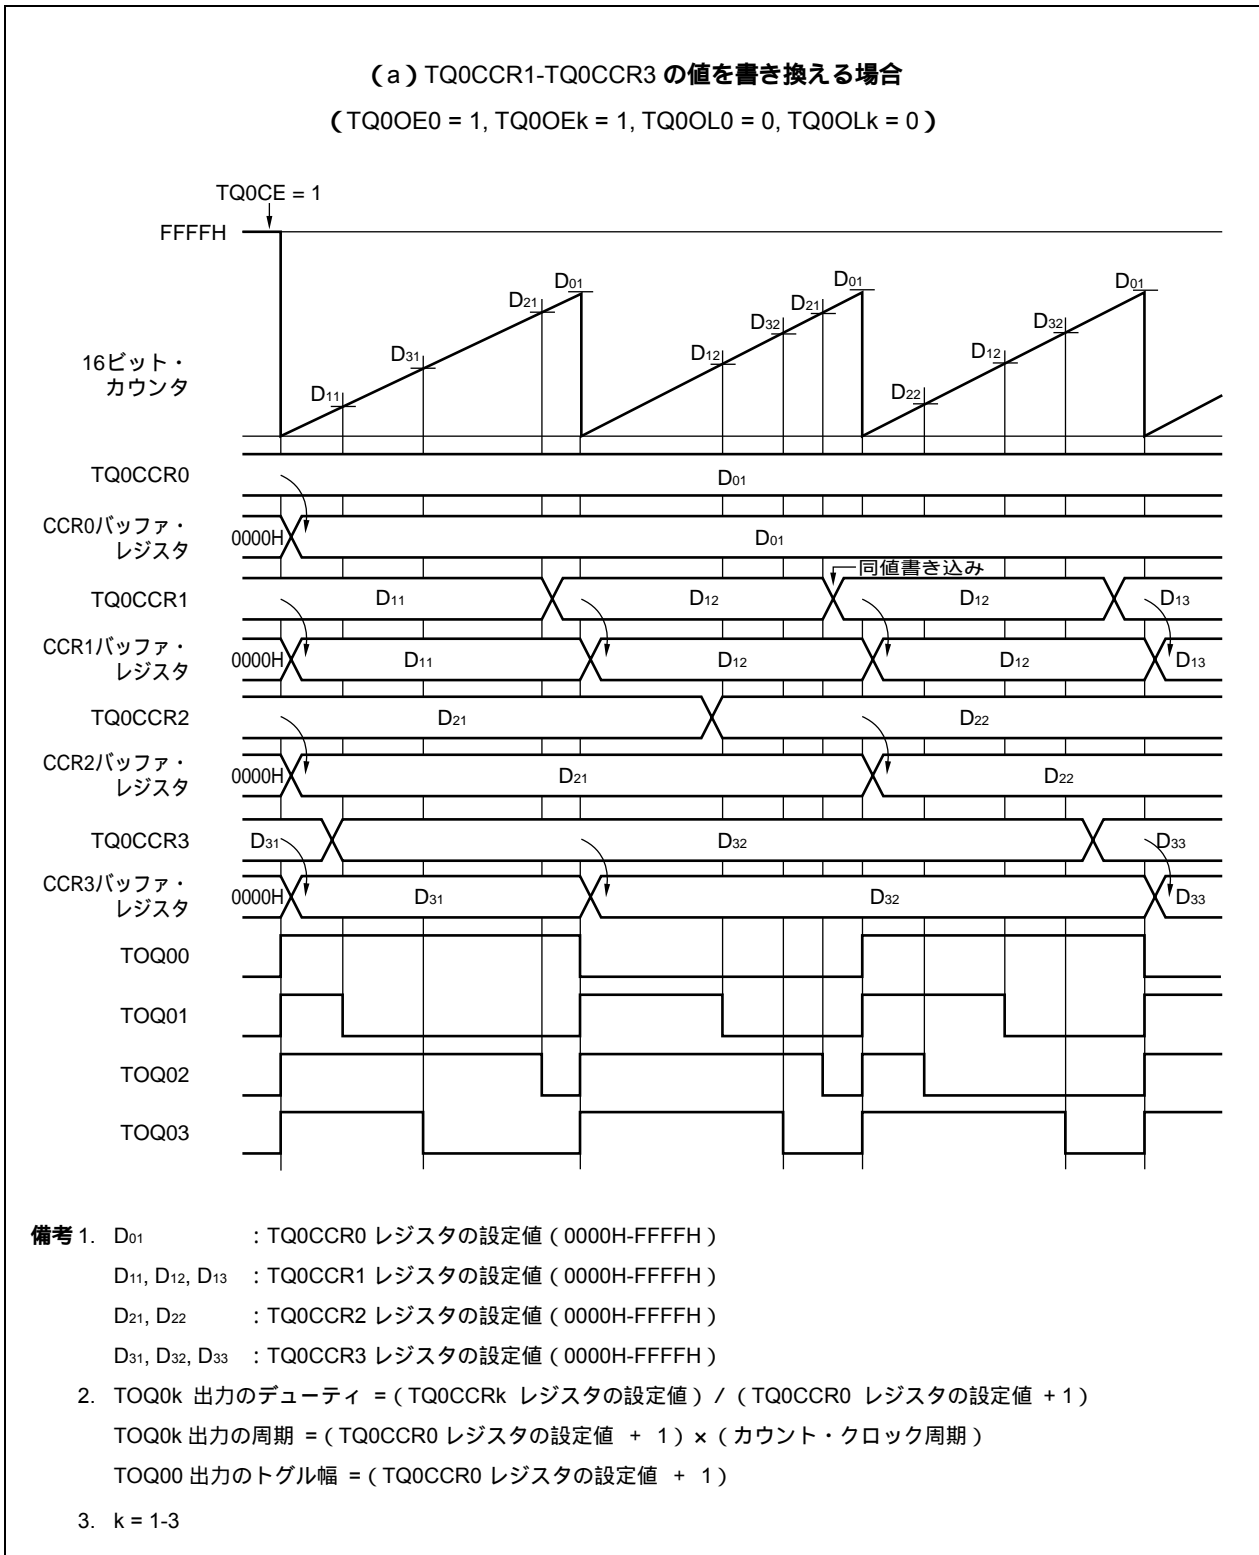 (a) TQ0CCR1-TQ0CCR3 の値を書き換える場合
(TQ0OE0 = 1, TQ0OEk = 1, TQ0OL0 = 0, TQ0OLk = 0)
TQ0CE = 1
FFFFH
16ビット・
カウンタ
D11 D31 D21 D01 D12 D32 D21 D01 D22 D12 D32 D01
TQ0CCR0 D01
CCR0バッファ・
レジスタ
0000H D01
同値書き込み
TQ0CCR1 D11 D12 D12 D13
CCR1バッファ・
レジスタ
0000H D11 D12 D12 D13
TQ0CCR2 D21 D22
CCR2バッファ・
レジスタ
0000H D21 D22
TQ0CCR3 D31 D32 D33
CCR3バッファ・
レジスタ
0000H D31 D32 D33
TOQ00
TOQ01
TOQ02
TOQ03
備考 1. D01 : TQ0CCR0 レジスタの設定値（0000H-FFFFH）
D11, D12, D13 : TQ0CCR1 レジスタの設定値（0000H-FFFFH）
D21, D22 : TQ0CCR2 レジスタの設定値（0000H-FFFFH）
D31, D32, D33 : TQ0CCR3 レジスタの設定値（0000H-FFFFH）
2. TOQ0k 出力のデューティ =（TQ0CCRk レジスタの設定値）/（TQ0CCR0 レジスタの設定値 + 1）
TOQ0k 出力の周期 =（TQ0CCR0 レジスタの設定値 + 1）×（カウント・クロック周期）
TOQ00 出力のトグル幅 =（TQ0CCR0 レジスタの設定値 + 1）
3. k = 1-3